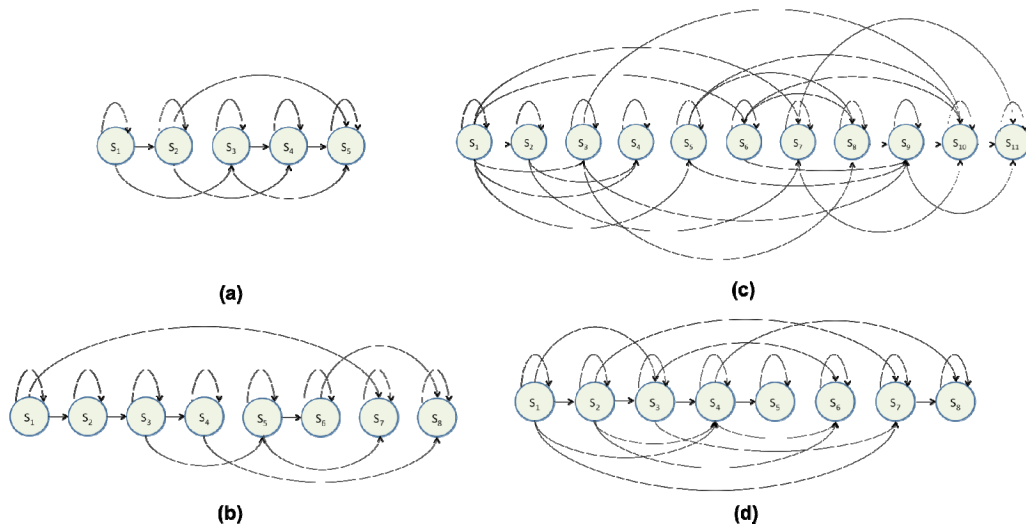 S1 S2 S3 S4 S5
(a)
S1 S2 S3 S4 S5 S6 S7 S8 S9 S10 S11
(c)
S1 S2 S3 S4 S5 S6 S7 S8
(b)
S1 S2 S3 S4 S5 S6 S7 S8
(d)